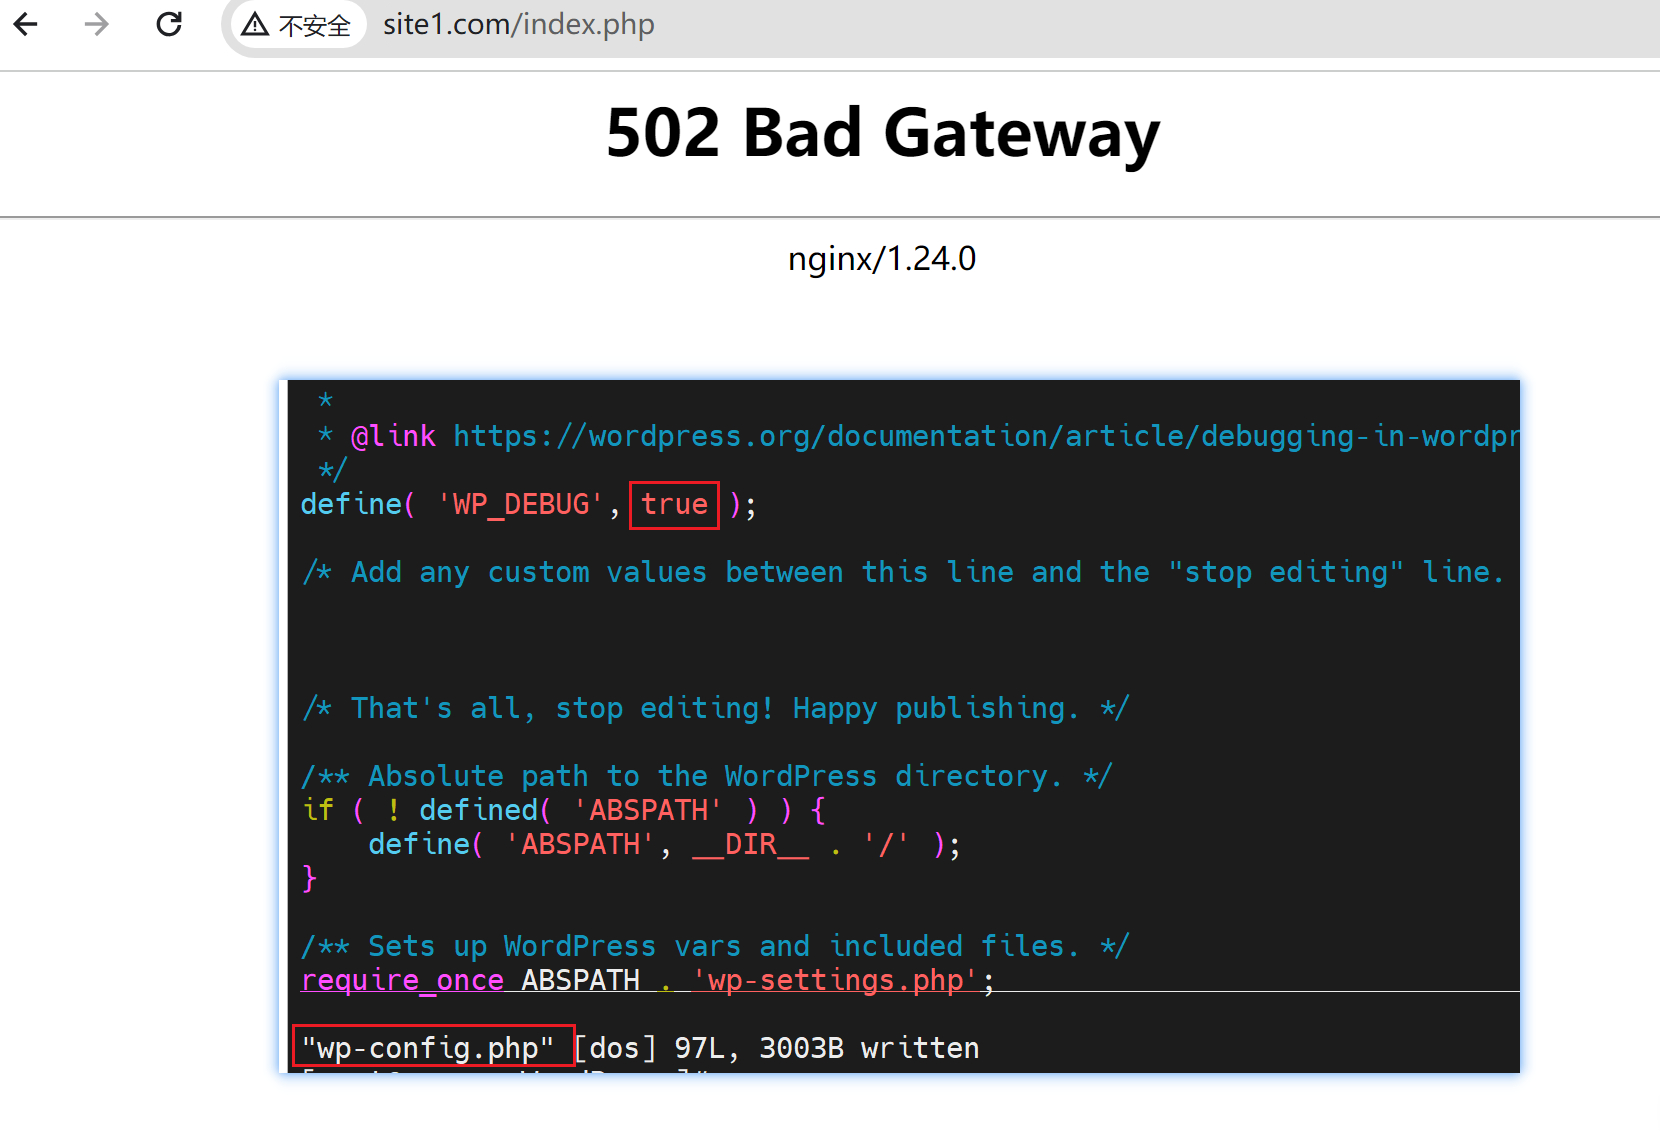 不安全 site1.com/index.php
502 Bad Gateway
nginx/1.24.0
*
* @link https://wordpress.org/documentation/article/debugging-in-wordpr
*/
define( 'WP_DEBUG', true );
/* Add any custom values between this line and the "stop editing" line.
/* That's all, stop editing! Happy publishing. */
/** Absolute path to the WordPress directory. */
if ( ! defined( 'ABSPATH' ) ) {
define( 'ABSPATH', __DIR__ . '/' );
}
/** Sets up WordPress vars and included files. */
require_once ABSPATH . 'wp-settings.php';
"wp-config.php" [dos] 97L, 3003B written